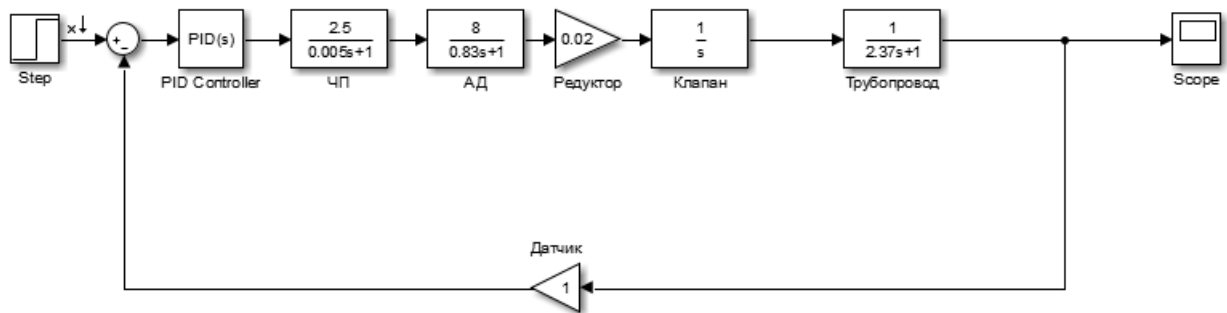 x↓
+
-
PID(s)
2.5
0.005s+1
8
0.83s+1
0.02
1
s
1
2.37s+1
Step
PID Controller
ЧП
АД
Редуктор
Клапан
Трубопровод
Scope
Датчик
1